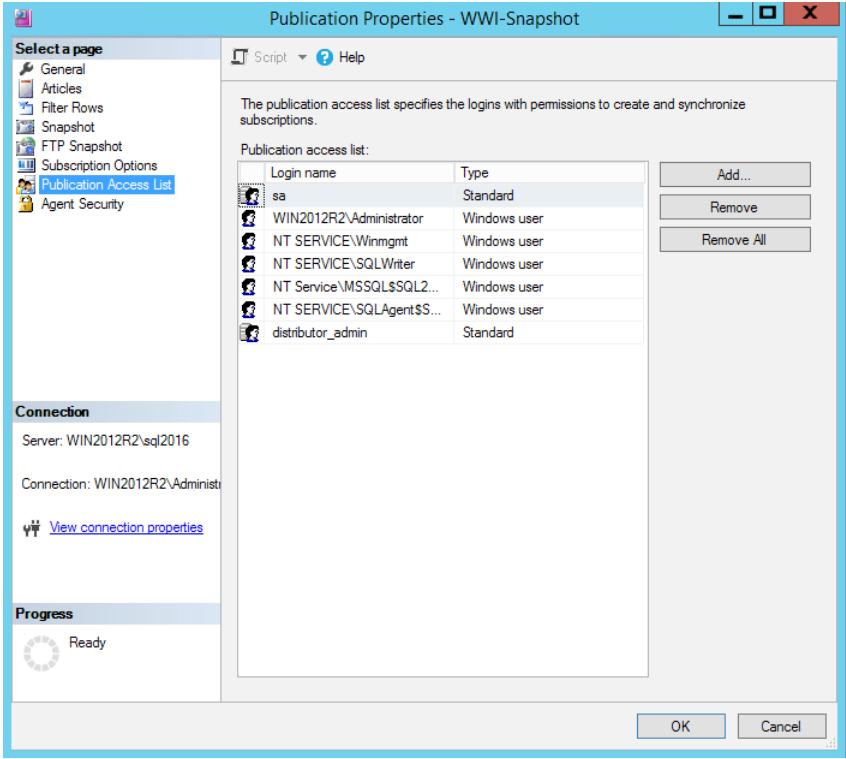 Publication Properties - WWI-Snapshot
Select a page
General
Articles
Filter Rows
Snapshot
FTP Snapshot
Subscription Options
Publication Access List
Agent Security
Connection
Server: WIN2012R2\sql2016
Connection: WIN2012R2\Administr
View connection properties
Progress
Ready
Script
Help
The publication access list specifies the logins with permissions to create and synchronize
subscriptions.
Publication access list:
Login name Type
sa Standard
WIN2012R2\Administrator Windows user
NT SERVICE\Winmgmt Windows user
NT SERVICE\SQLWriter Windows user
NT Service\MSSQL$SQL2... Windows user
NT SERVICE\SQLAgent$S... Windows user
distributor_admin Standard
Add...
Remove
Remove All
OK Cancel